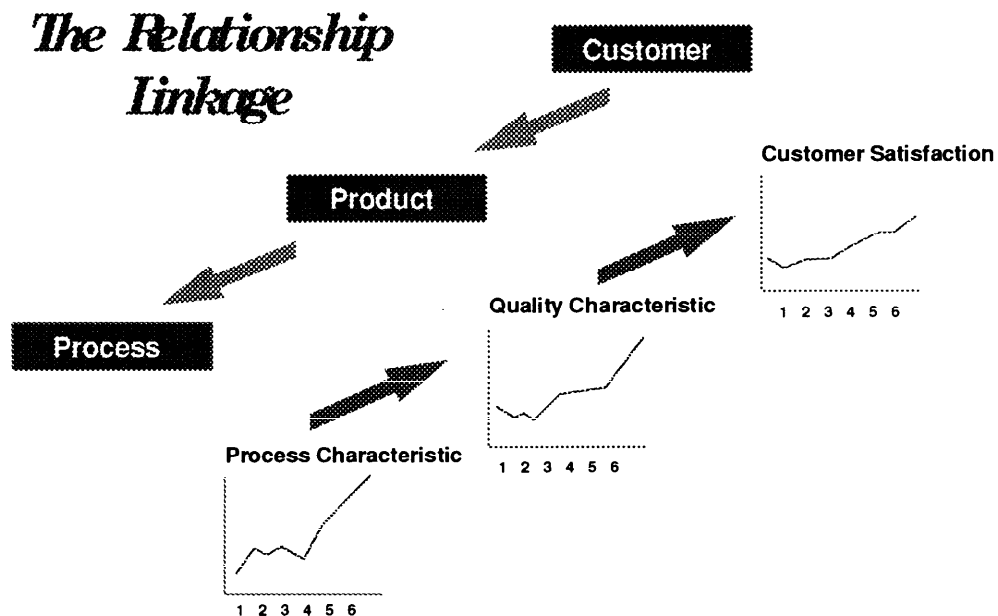 The Relationship
Linkage
Customer
Customer Satisfaction
Product
1 2 3 4 5 6
Quality Characteristic
Process
1 2 3 4 5 6
Process Characteristic
1 2 3 4 5 6